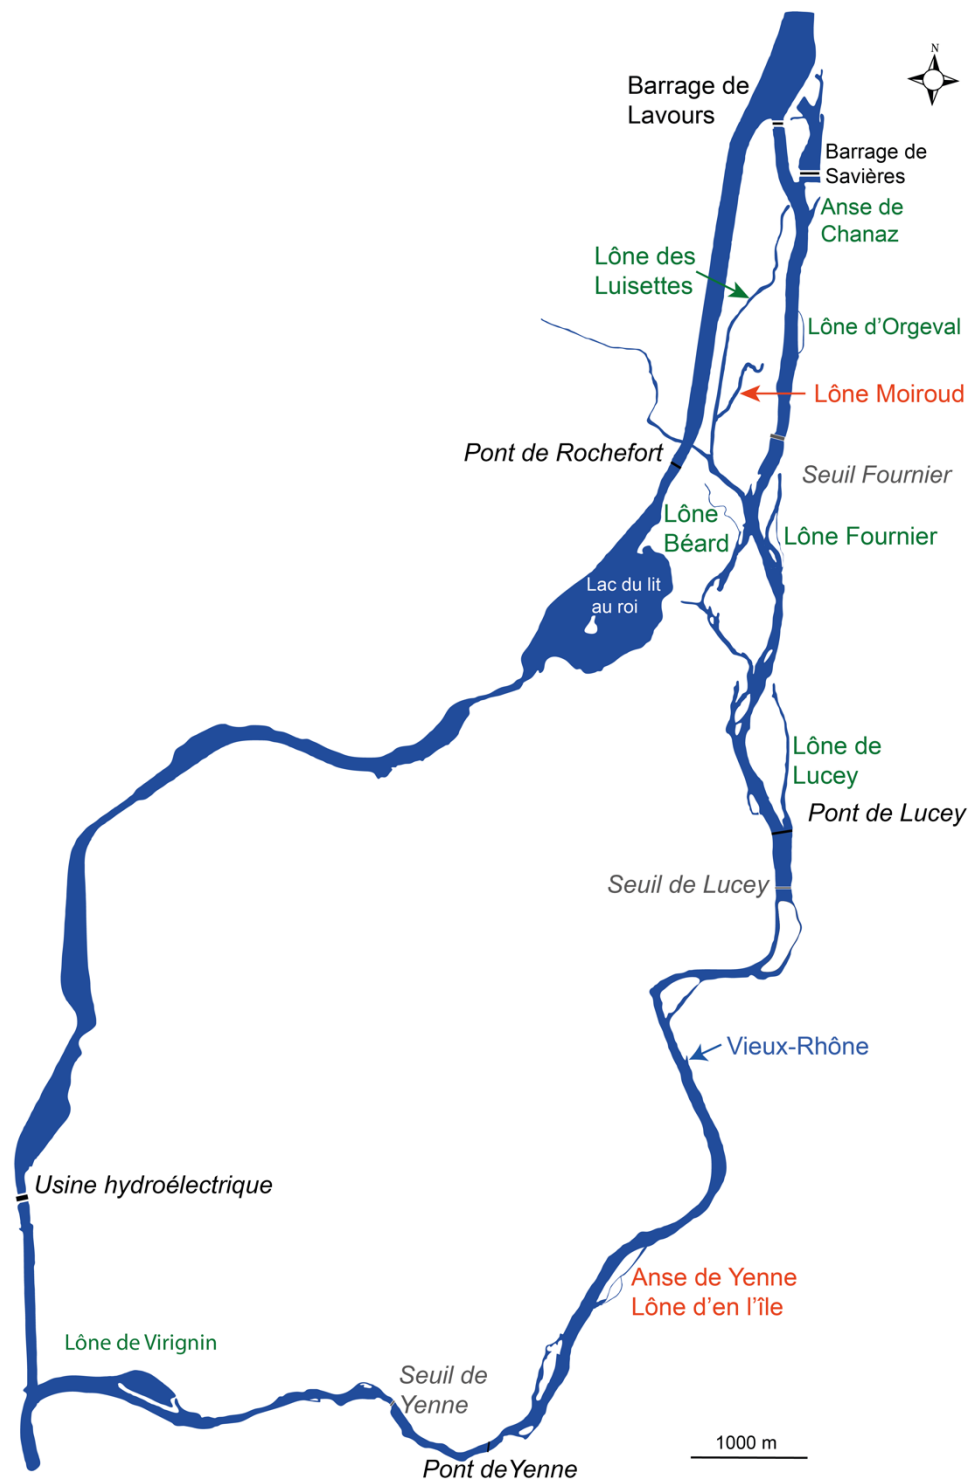 N
Barrage de
Lavours
Barrage de
Savières
Anse de
Chanaz
Lône des
Luisettes
Lône d'Orgeval
Lône Moiroud
Pont de Rochefort
Seuil Fournier
Lône
Béard
Lône Fournier
Lac du lit
au roi
Lône de
Lucey
Pont de Lucey
Seuil de Lucey
Vieux-Rhône
Usine hydroélectrique
Anse de Yenne
Lône d'en l'île
Lône de Virignin
Seuil de
Yenne
1000 m
Pont deYenne